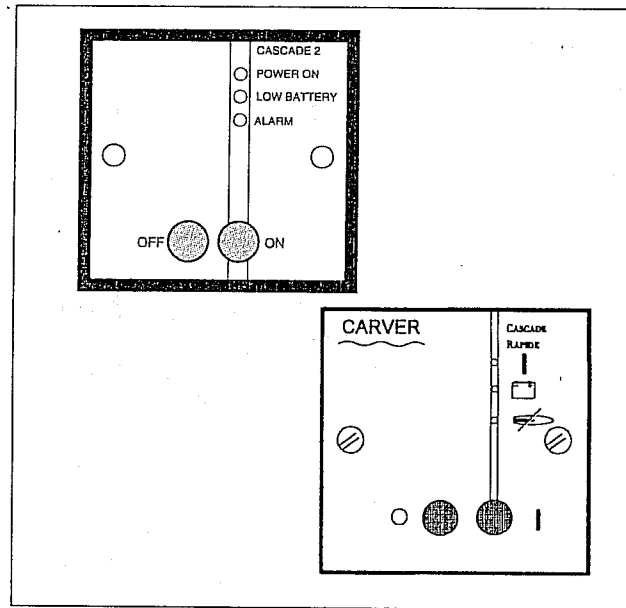 CASCADE 2
POWER ON
LOW BATTERY
ALARM
OFF ON
CARVER
CASCADE
RAPIDE